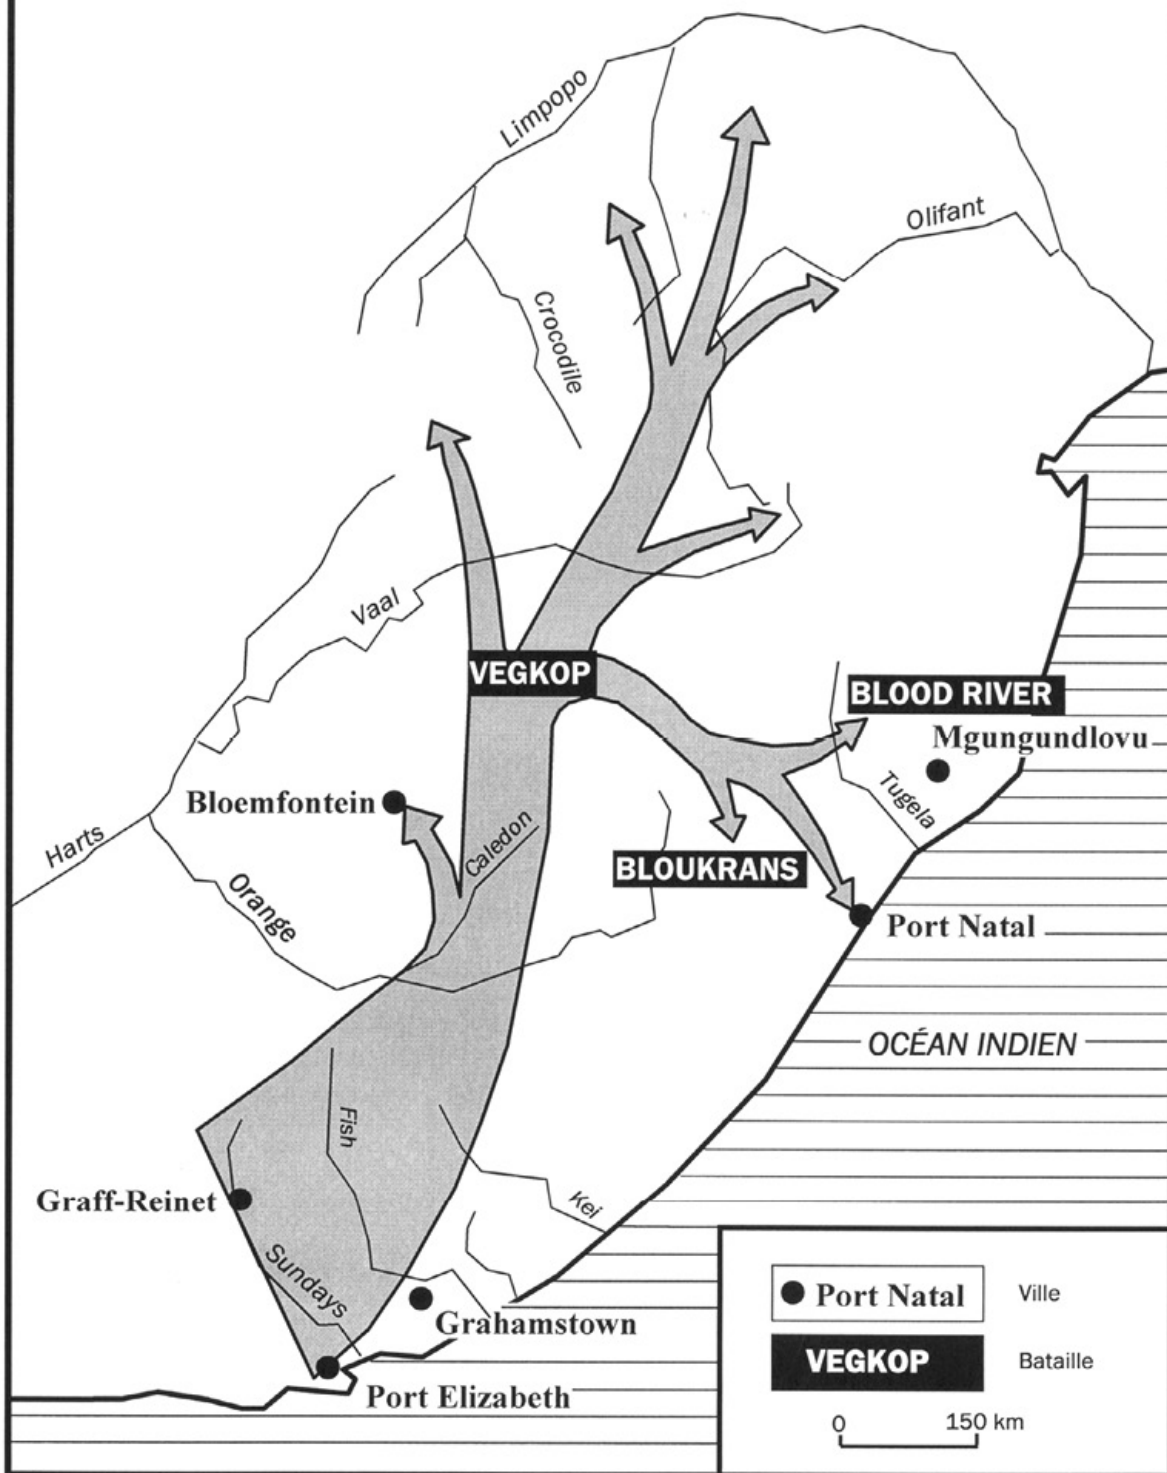 Limpopo
Olifant
Crocodile
Vaal
VEGKOP
BLOOD RIVER
Mgungundlovu
Tugela
Bloemfontein
Harts
Caledon
BLOUKRANS
Orange
Port Natal
OCÉAN INDIEN
Fish
Graff-Reinet
Kei
Sundays
Grahamstown
Port Elizabeth
Port Natal Ville
VEGKOP Bataille
0 150 km